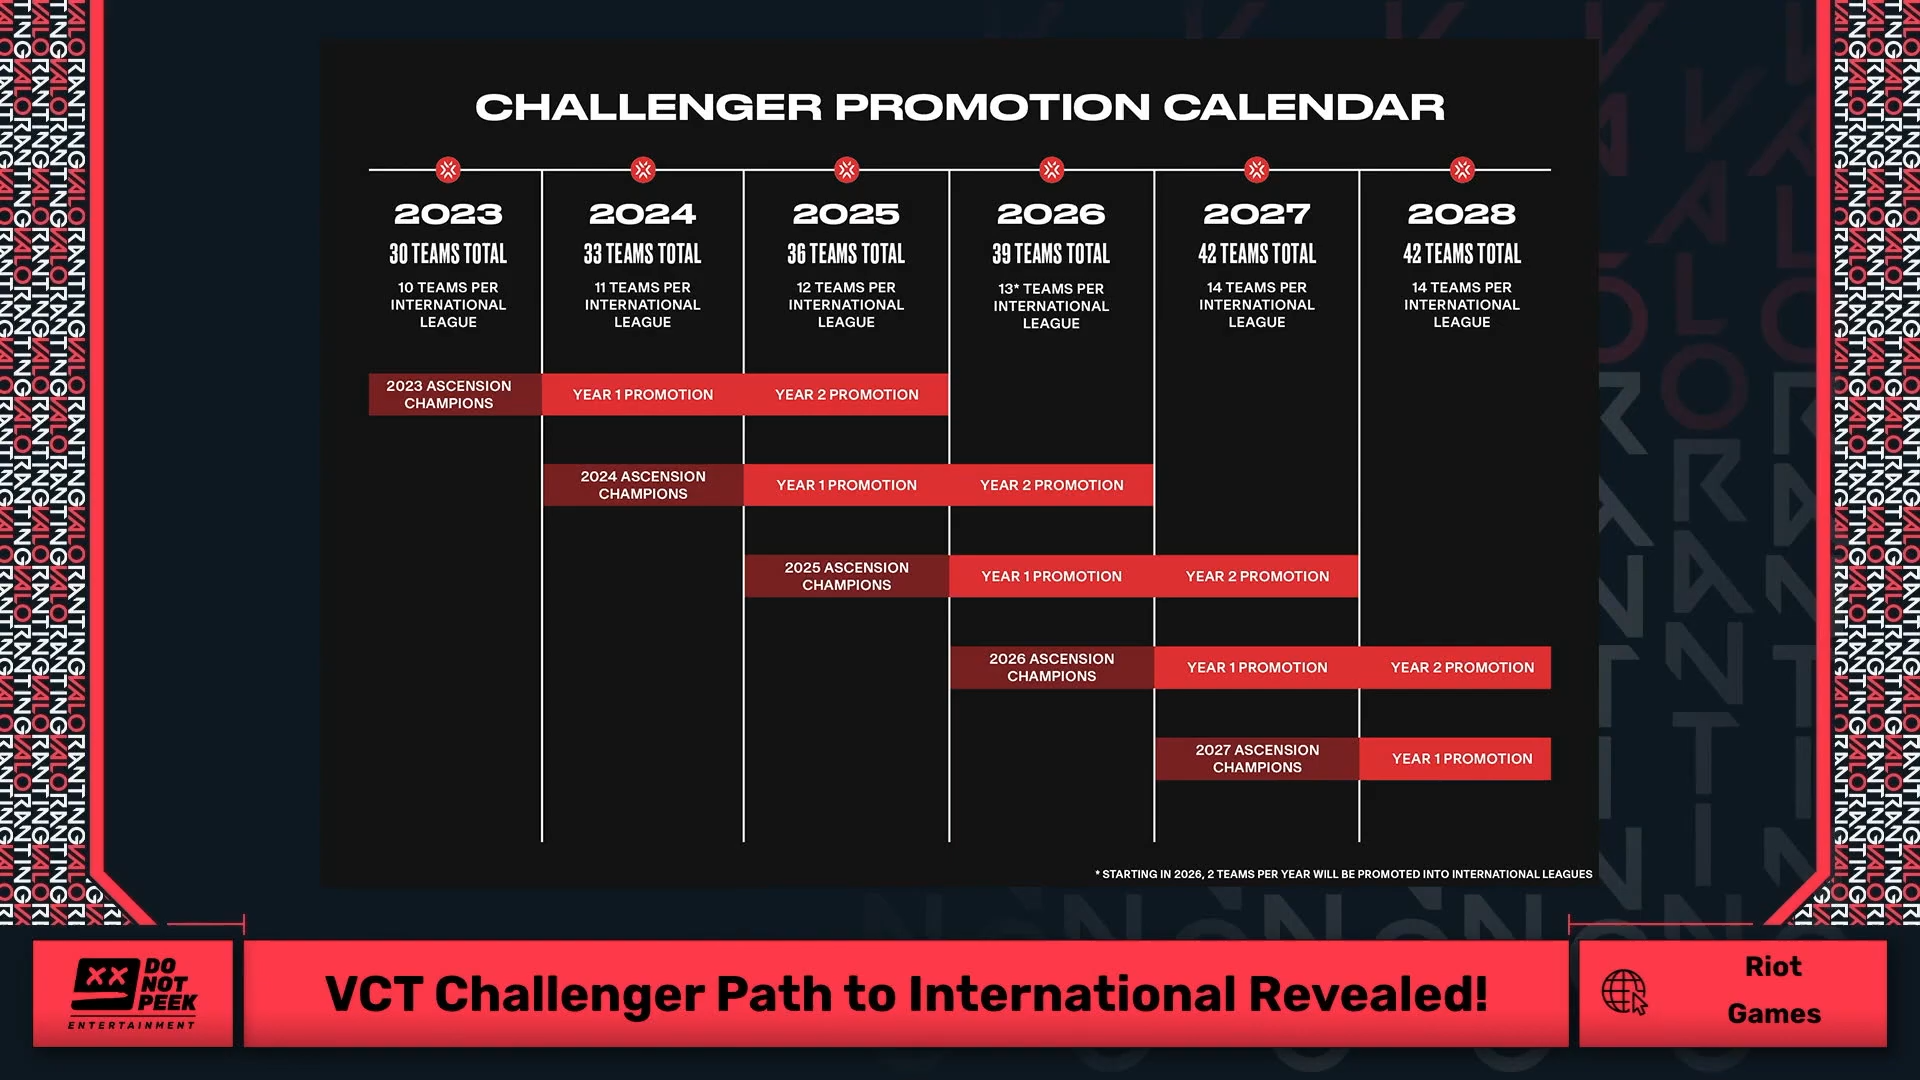 CHALLENGER PROMOTION CALENDAR
2023
30 TEAMS TOTAL
10 TEAMS PER
INTERNATIONAL
LEAGUE
2024
33 TEAMS TOTAL
11 TEAMS PER
INTERNATIONAL
LEAGUE
2025
36 TEAMS TOTAL
12 TEAMS PER
INTERNATIONAL
LEAGUE
2026
39 TEAMS TOTAL
13* TEAMS PER
INTERNATIONAL
LEAGUE
2027
42 TEAMS TOTAL
14 TEAMS PER
INTERNATIONAL
LEAGUE
2028
42 TEAMS TOTAL
14 TEAMS PER
INTERNATIONAL
LEAGUE
2023 ASCENSION
CHAMPIONS
YEAR 1 PROMOTION
YEAR 2 PROMOTION
2024 ASCENSION
CHAMPIONS
YEAR 1 PROMOTION
YEAR 2 PROMOTION
2025 ASCENSION
CHAMPIONS
YEAR 1 PROMOTION
YEAR 2 PROMOTION
2026 ASCENSION
CHAMPIONS
YEAR 1 PROMOTION
YEAR 2 PROMOTION
2027 ASCENSION
CHAMPIONS
YEAR 1 PROMOTION
* STARTING IN 2026, 2 TEAMS PER YEAR WILL BE PROMOTED INTO INTERNATIONAL LEAGUES
DO
NOT
PEEK
ENTERTAINMENT
VCT Challenger Path to International Revealed!
Riot
Games